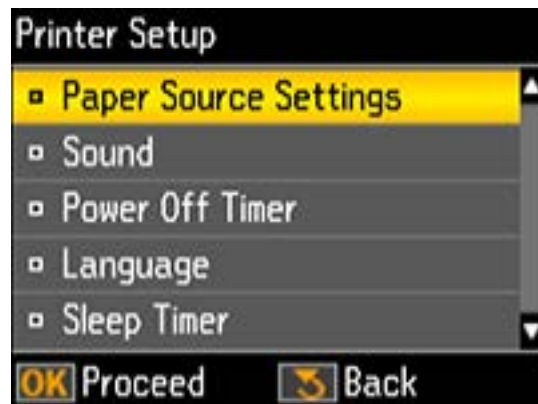 Printer Setup
Paper Source Settings
Sound
Power Off Timer
Language
Sleep Timer
OK Proceed Back